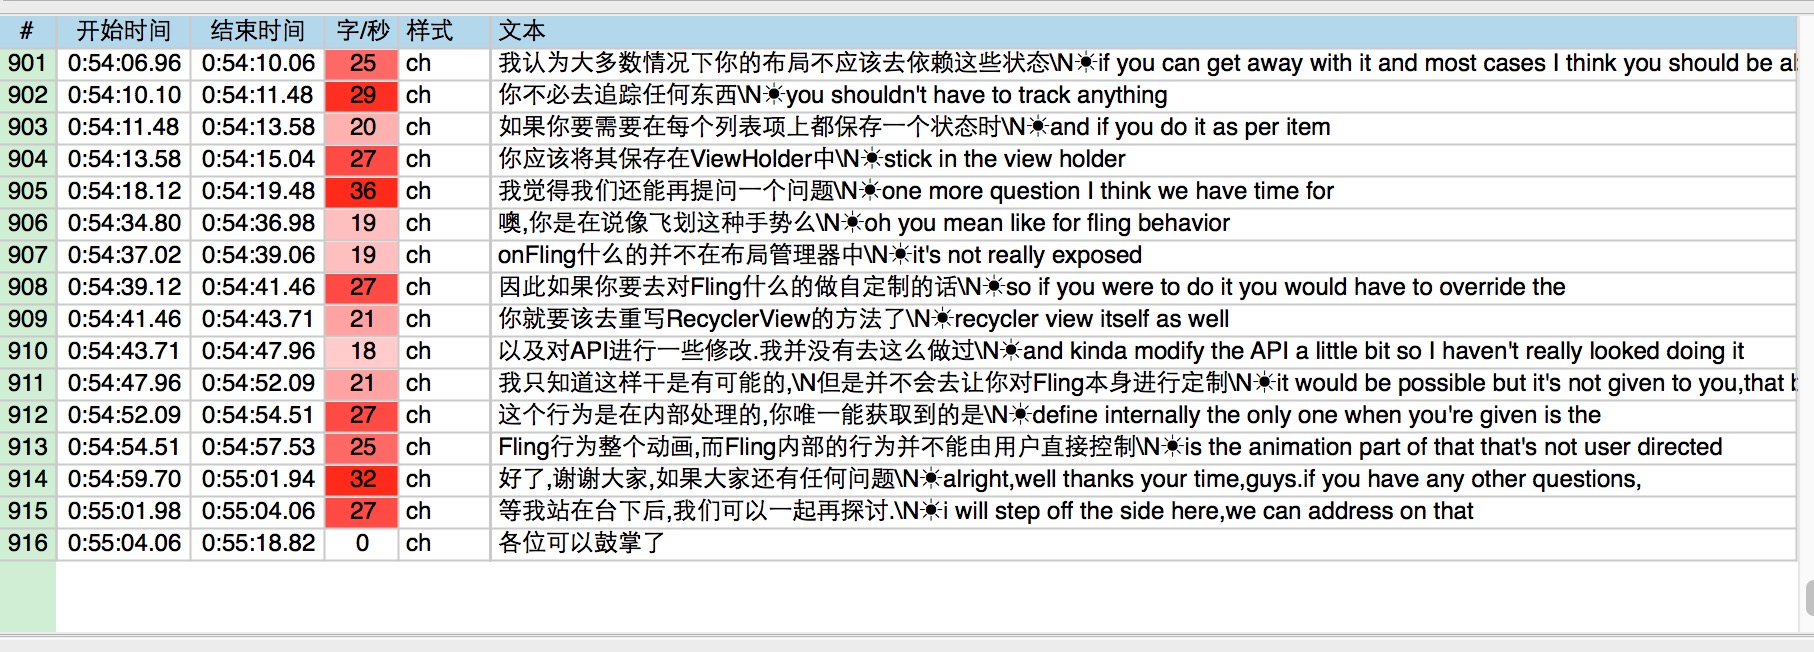 # 开始时间 结束时间 字/秒 样式 文本
901 0:54:06.96 0:54:10.06 25 ch 我认为大多数情况下你的布局不应该去依赖这些状态\N☀if you can get away with it and most cases I think you should be
902 0:54:10.10 0:54:11.48 29 ch 你不必去追踪任何东西\N☀you shouldn't have to track anything
903 0:54:11.48 0:54:13.58 20 ch 如果你要需要在每个列表项上都保存一个状态时\N☀and if you do it as per item
904 0:54:13.58 0:54:15.04 27 ch 你应该将其保存在ViewHolder中\N☀stick in the view holder
905 0:54:18.12 0:54:19.48 36 ch 我觉得我们还能再提问一个问题\N☀one more question I think we have time for
906 0:54:34.80 0:54:36.98 19 ch 噢,你是在说像飞划这种手势么\N☀oh you mean like for fling behavior
907 0:54:37.02 0:54:39.06 19 ch onFling什么的并不在布局管理器中\N☀it's not really exposed
908 0:54:39.12 0:54:41.46 27 ch 因此如果你要去对Fling什么的做自定制的话\N☀so if you were to do it you would have to override the
909 0:54:41.46 0:54:43.71 21 ch 你就要该去重写RecyclerView的方法了\N☀recycler view itself as well
910 0:54:43.71 0:54:47.96 18 ch 以及对API进行一些修改.我并没有去这么做过\N☀and kinda modify the API a little bit so I haven't really looked doing it
911 0:54:47.96 0:54:52.09 21 ch 我只知道这样干是有可能的,\N但是并不会去让你对Fling本身进行定制\N☀it would be possible but it's not given to you,that
912 0:54:52.09 0:54:54.51 27 ch 这个行为是在内部处理的,你唯一能获取到的是\N☀define internally the only one when you're given is the
913 0:54:54.51 0:54:57.53 25 ch Fling行为整个动画,而Fling内部的行为并不能由用户直接控制\N☀is the animation part of that that's not user directed
914 0:54:59.70 0:55:01.94 32 ch 好了,谢谢大家,如果大家还有任何问题\N☀alright,well thanks your time,guys.if you have any other questions,
915 0:55:01.98 0:55:04.06 27 ch 等我站在台下后,我们可以一起再探讨.\N☀i will step off the side here,we can address on that
916 0:55:04.06 0:55:18.82 0 ch 各位可以鼓掌了